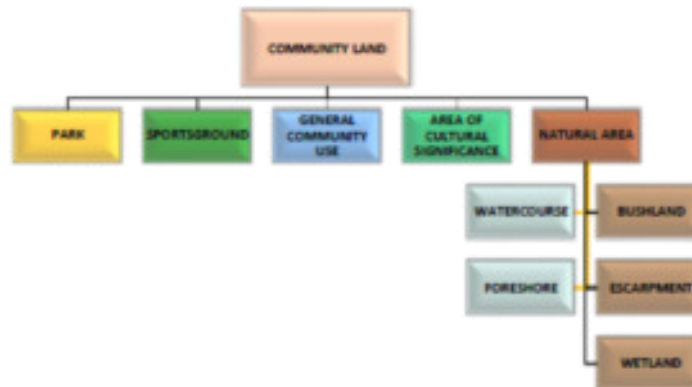 COMMUNITY LAND
PARK
SPORTSGROUND
GENERAL
COMMUNITY
USE
AREA OF
CULTURAL
SIGNIFICANCE
NATURAL AREA
WATERCOURSE
BUSHLAND
FORESHORE
ESCARPMENT
WETLAND